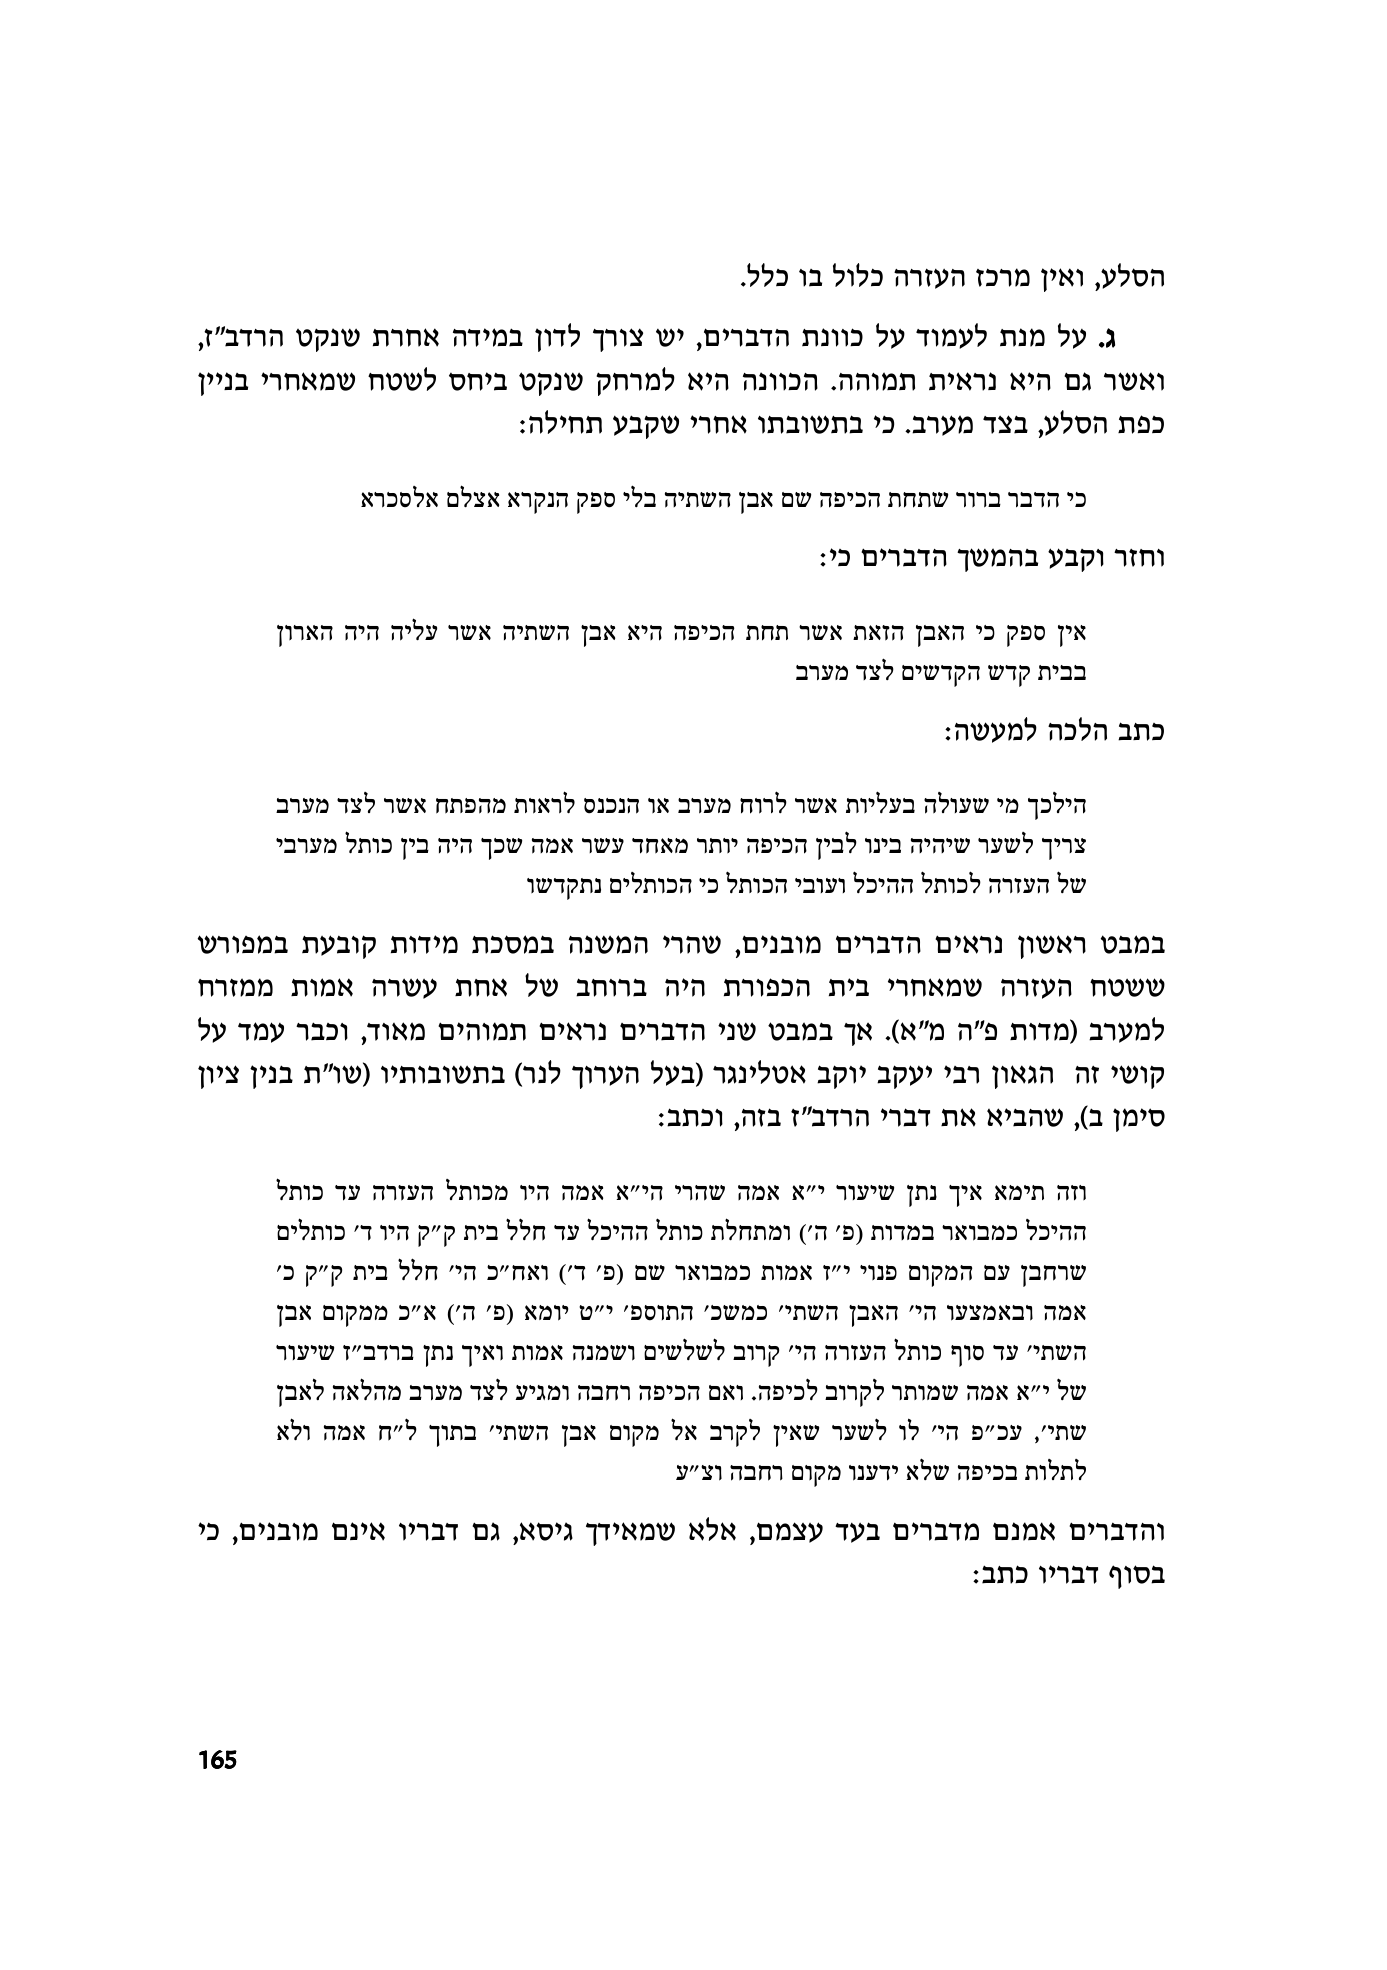 הסלע, ואין מרכז העזרה כלול בו כלל.
ג. על מנת לעמוד על כוונת הדברים, יש צורך לדון במידה אחרת שנקט הרדב"ז,
ואשר גם היא נראית תמוהה. הכוונה היא למרחק שנקט ביחס לשטח שמאחרי בניין
כפת הסלע, בצד מערב. כי בתשובתו אחרי שקבע תחילה:
כי הדבר ברור שתחת הכיפה שם אבן השתיה בלי ספק הנקרא אצלם אלסכרא
וחזר וקבע בהמשך הדברים כי:
אין ספק כי האבן הזאת אשר תחת הכיפה היא אבן השתיה אשר עליה היה הארון
בבית קדש הקדשים לצד מערב
כתב הלכה למעשה:
הילכך מי שעולה בעליות אשר לרוח מערב או הנכנס לראות מהפתח אשר לצד מערב
צריך לשער שיהיה בינו לבין הכיפה יותר מאחד עשר אמה שכך היה בין כותל מערבי
של העזרה לכותל ההיכל ועובי הכותל כי הכותלים נתקדשו
במבט ראשון נראים הדברים מובנים, שהרי המשנה במסכת מידות קובעת במפורש
ששטח העזרה שמאחרי בית הכפורת היה ברוחב של אחת עשרה אמות ממזרח
למערב (מדות פ"ה מ"א). אך במבט שני הדברים נראים תמוהים מאוד, וכבר עמד על
קושי זה הגאון רבי יעקב יוקב אטלינגר (בעל הערוך לנר) בתשובותיו (שו"ת בנין ציון
סימן ב), שהביא את דברי הרדב"ז בזה, וכתב:
וזה תימא איך נתן שיעור י״א אמה שהרי הי״א אמה היו מכותל העזרה עד כותל
ההיכל כמבואר במדות (פ׳ ה׳) ומתחלת כותל ההיכל עד חלל בית ק״ק היו ד׳ כותלים
שרחבן עם המקום פנוי י״ז אמות כמבואר שם (פ׳ ד׳) ואח״כ הי׳ חלל בית ק״ק כ׳
אמה ובאמצעו הי׳ האבן השתי׳ כמשכ׳ התוספ׳ י״ט יומא (פ׳ ה׳) א״כ ממקום אבן
השתי׳ עד סוף כותל העזרה הי׳ קרוב לשלשים ושמנה אמות ואיך נתן ברדב״ז שיעור
של י״א אמה שמותר לקרוב לכיפה. ואם הכיפה רחבה ומגיע לצד מערב מהלאה לאבן
שתי׳, עכ״פ הי׳ לו לשער שאין לקרב אל מקום אבן השתי׳ בתוך ל״ח אמה ולא
לתלות בכיפה שלא ידענו מקום רחבה וצ״ע
והדברים אמנם מדברים בעד עצמם, אלא שמאידך גיסא, גם דבריו אינם מובנים, כי
בסוף דבריו כתב:
165